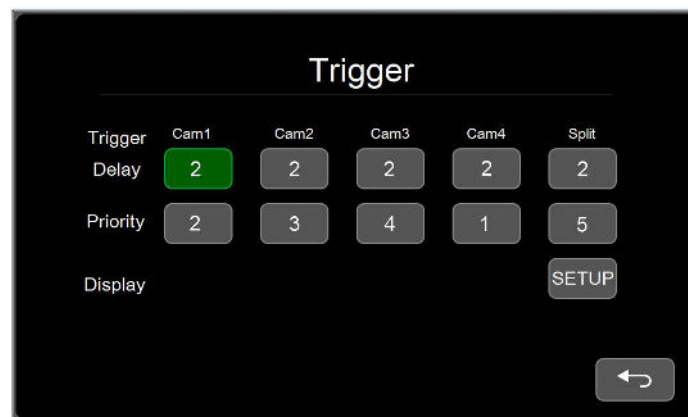 Trigger
Trigger Cam1 Cam2 Cam3 Cam4 Split
Delay 2 2 2 2 2
Priority 2 3 4 1 5
Display SETUP